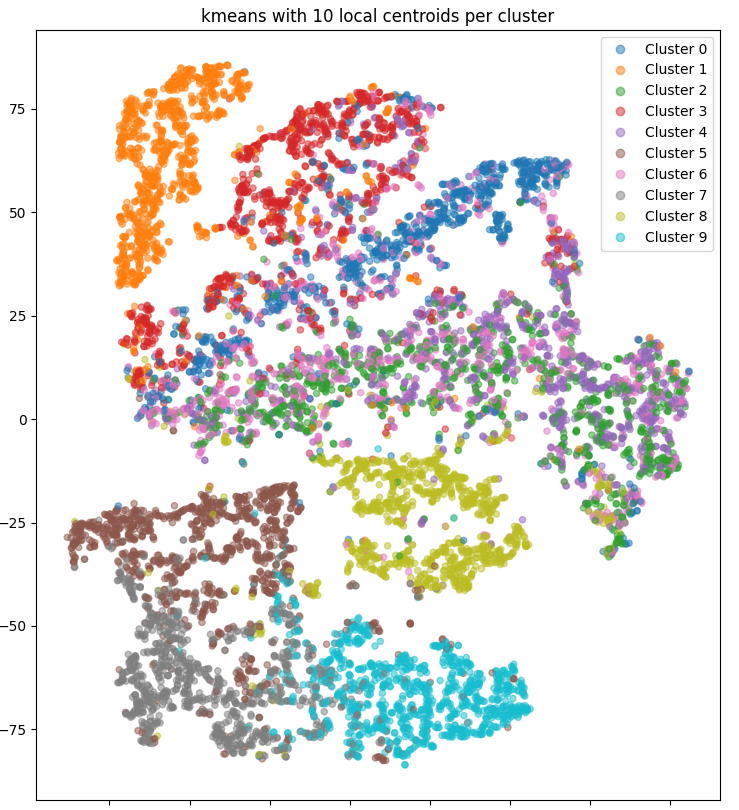 kmeans with 10 local centroids per cluster
Cluster 0
Cluster 1
Cluster 2
Cluster 3
Cluster 4
Cluster 5
Cluster 6
Cluster 7
Cluster 8
Cluster 9
75
50
25
0
−25
−50
−75